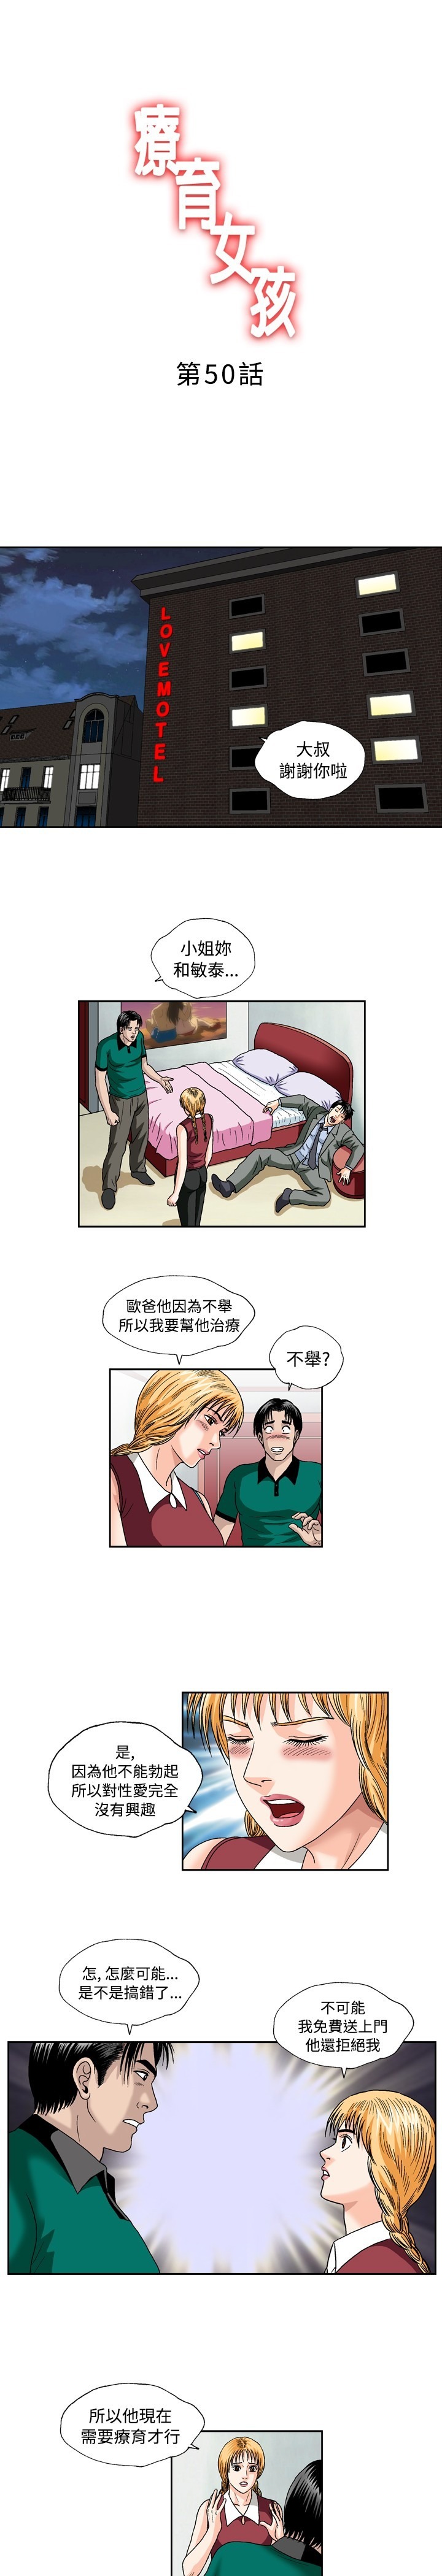 療育女孩
第50話
LOVEMOTEL
大叔
謝謝你啦
小姐妳
和敏泰...
歐爸他因為不舉
所以我要幫他治療
不舉?
是,
因為他不能勃起
所以對性愛完全
沒有興趣
怎, 怎麼可能...
是不是搞錯了...
不可能
我免費送上門
他還拒絕我
所以他現在
需要療育才行